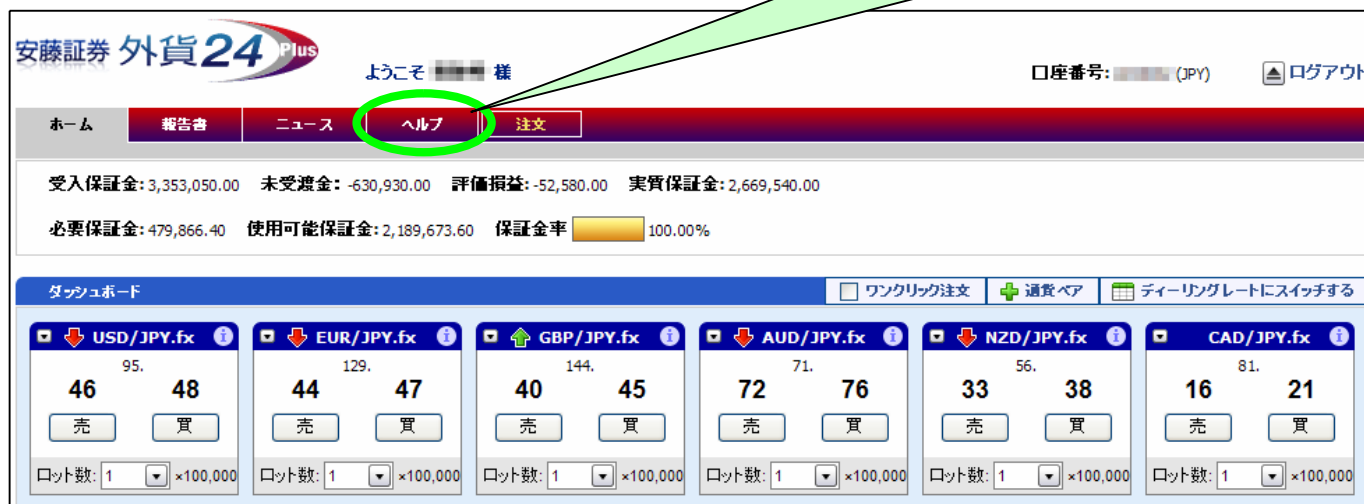 安藤証券 外貨24 Plus
ようこそ 様 口座番号: (JPY) ログアウト
ホーム 報告書 ニュース ヘルプ 注文
受入保証金: 3,353,050.00 未受渡金: -630,930.00 評価損益: -52,580.00 実質保証金: 2,669,540.00
必要保証金: 479,866.40 使用可能保証金: 2,189,673.60 保証金率 100.00%
ダッシュボード ワンクリック注文 通貨ペア ディーリングレートにスイッチする
USD/JPY.fx EUR/JPY.fx GBP/JPY.fx AUD/JPY.fx NZD/JPY.fx CAD/JPY.fx
95. 129. 144. 71. 56. 81.
46 48 44 47 40 45 72 76 33 38 16 21
売 買 売 買 売 買 売 買 売 買 売 買
ロット数: 1 ×100,000 ロット数: 1 ×100,000 ロット数: 1 ×100,000 ロット数: 1 ×100,000 ロット数: 1 ×100,000 ロット数: 1 ×100,000